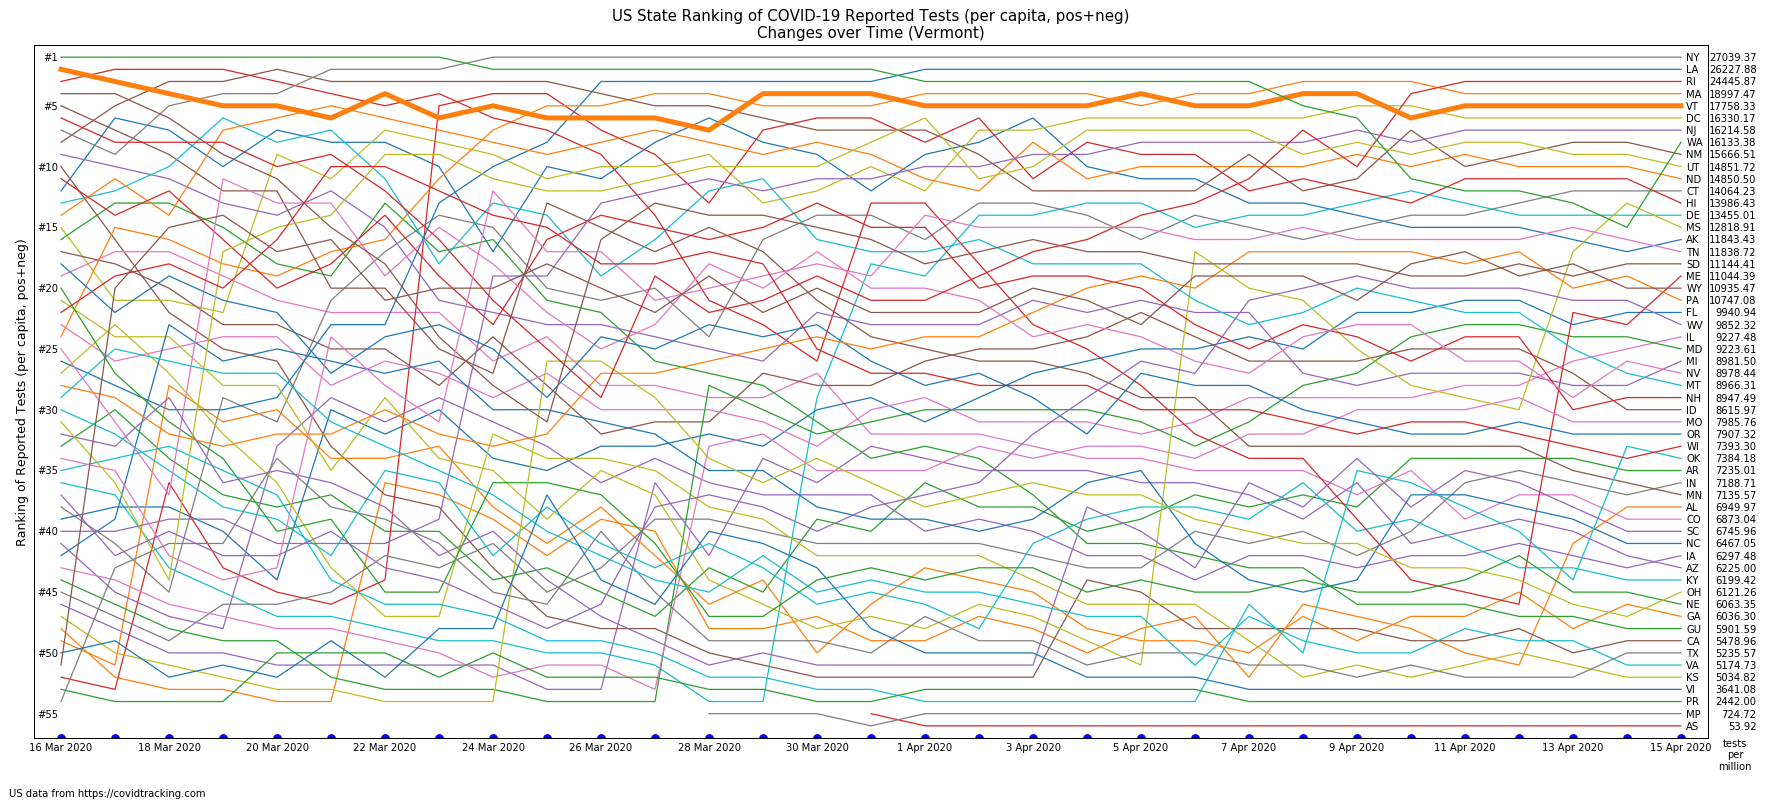 US State Ranking of COVID-19 Reported Tests (per capita, pos+neg)
Changes over Time (Vermont)
Ranking of Reported Tests (per capita, pos+neg)
#1
#5
#10
#15
#20
#25
#30
#35
#40
#45
#50
#55
NY 27039.37
LA 26227.88
RI 24445.87
MA 18997.47
VT 17758.33
DC 16330.17
NJ 16214.58
WA 16133.38
NM 15666.51
UT 14851.72
ND 14850.50
CT 14064.23
HI 13986.43
DE 13455.01
MS 12818.91
AK 11843.43
TN 11838.72
SD 11144.41
ME 11044.39
WY 10935.47
PA 10747.08
FL 9940.94
WV 9852.32
IL 9227.48
MD 9223.61
MI 8981.50
NV 8978.44
MT 8966.31
NH 8947.49
ID 8615.97
MO 7985.76
OR 7907.32
WI 7393.30
OK 7384.18
AR 7235.01
IN 7188.71
MN 7135.57
AL 6949.97
CO 6873.04
SC 6745.96
NC 6467.05
IA 6297.48
AZ 6225.00
KY 6199.42
OH 6121.26
NE 6063.35
GA 6036.30
GU 5901.59
CA 5478.96
TX 5235.57
VA 5174.73
KS 5034.82
VI 3641.08
PR 2442.00
MP 724.72
AS 53.92
16 Mar 2020 18 Mar 2020 20 Mar 2020 22 Mar 2020 24 Mar 2020 26 Mar 2020 28 Mar 2020 30 Mar 2020 1 Apr 2020 3 Apr 2020 5 Apr 2020 7 Apr 2020 9 Apr 2020 11 Apr 2020 13 Apr 2020 15 Apr 2020
tests
per
million
US data from https://covidtracking.com